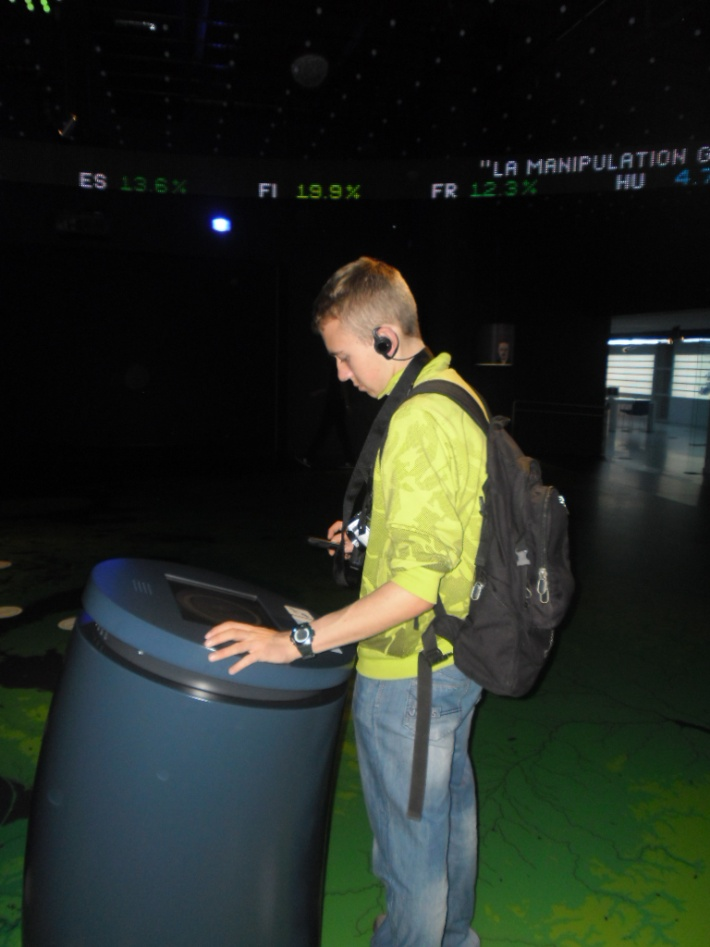 "LA MANIPULATION G
ES 13.6% FI 19.9% FR 12.3% HU 4.7